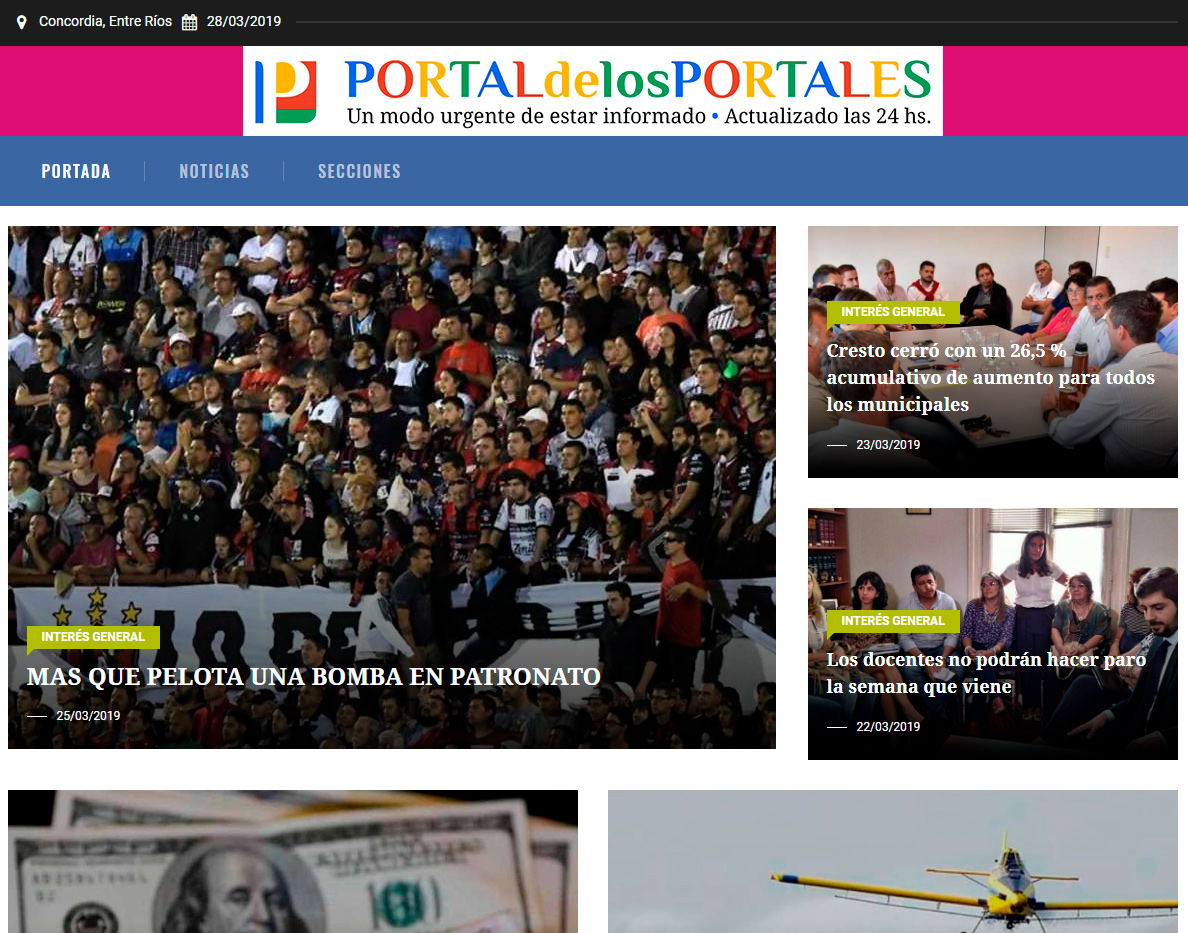 Concordia, Entre Ríos 28/03/2019
PORTALdelosPORTALES
Un modo urgente de estar informado • Actualizado las 24 hs.
PORTADA NOTICIAS SECCIONES
INTERÉS GENERAL
MAS QUE PELOTA UNA BOMBA EN PATRONATO
25/03/2019
INTERÉS GENERAL
Cresto cerró con un 26,5 %
acumulativo de aumento para todos
los municipales
23/03/2019
INTERÉS GENERAL
Los docentes no podrán hacer paro
la semana que viene
22/03/2019